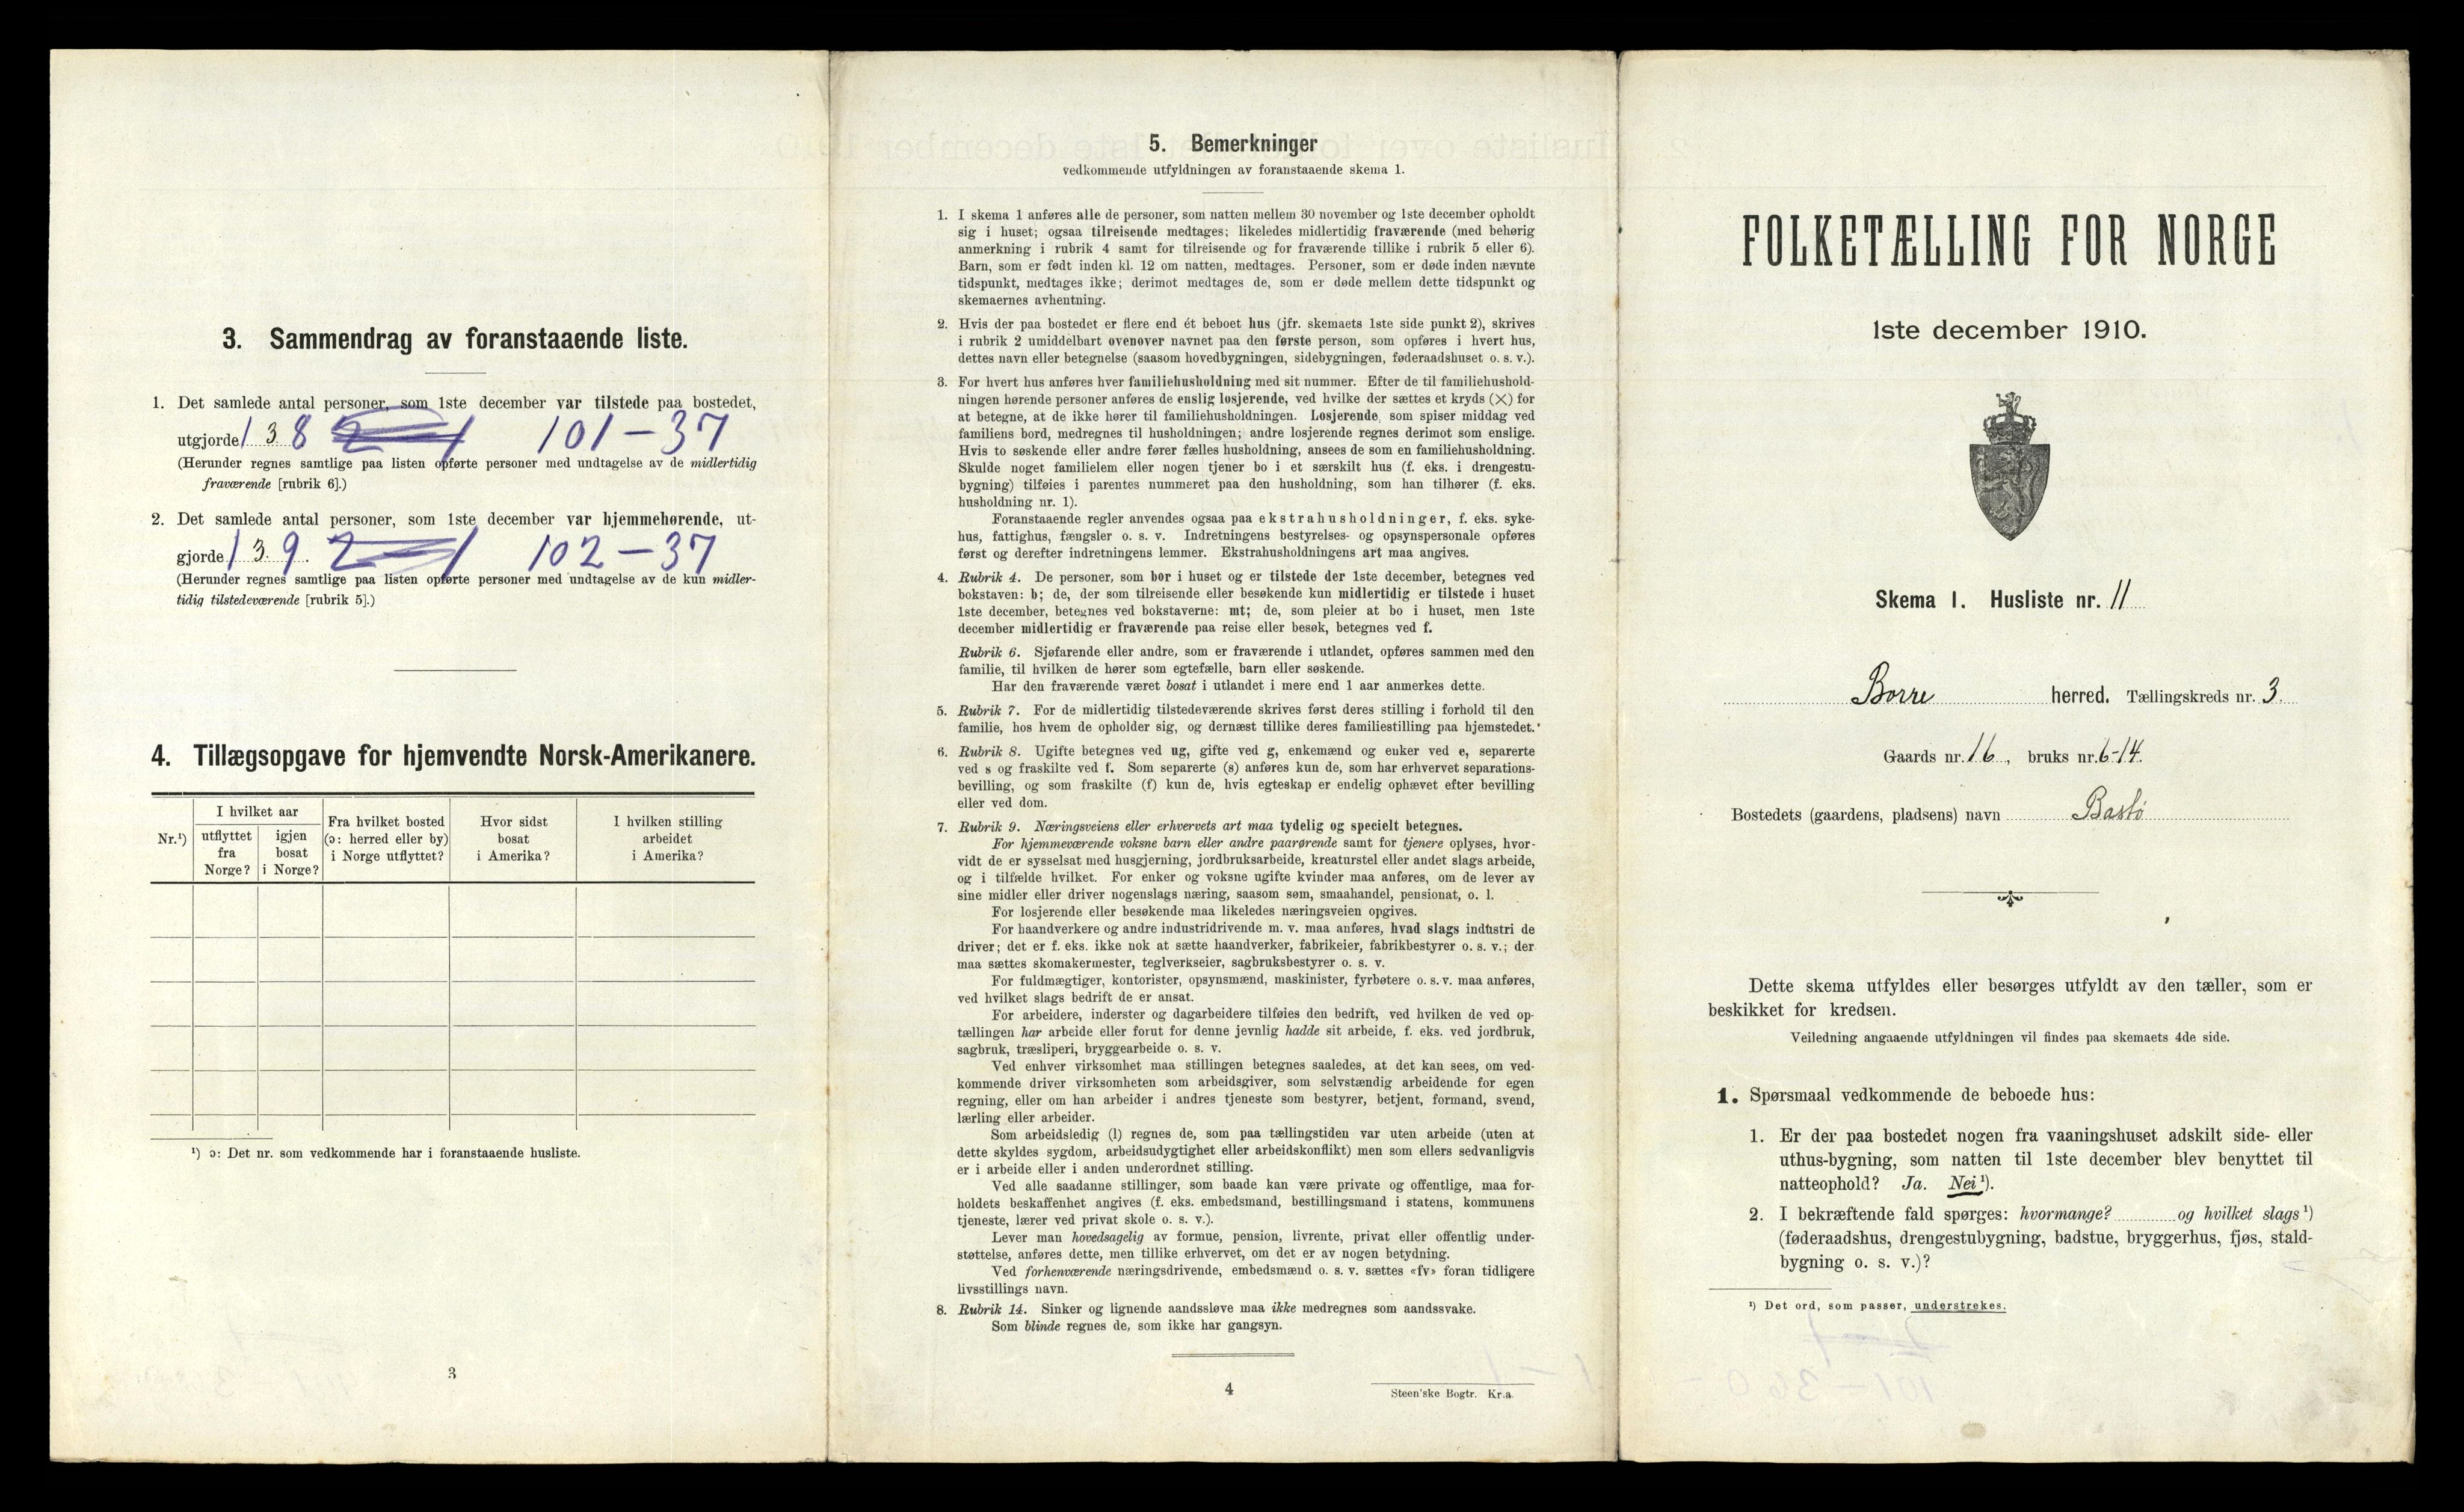 3. Sammendrag av foranstaaende liste.
1. Det samlede antal personer, som 1ste december var tilstede paa bostedet,
utgjorde 138 101-37
(Herunder regnes samtlige paa listen opførte personer med undtagelse av de midlertidig
fraværende [rubrik 6].)
2. Det samlede antal personer, som 1ste december var hjemmehørende, ut-
gjorde 139. 102-37
(Herunder regnes samtlige paa listen opførte personer med undtagelse av de kun midler-
tidig tilstedeværende [rubrik 5].)
4. Tillægsopgave for hjemvendte Norsk-Amerikanere.
Nr.¹)
I hvilket aar
utflyttet
fra
Norge?
igjen
bosat
i Norge?
Fra hvilket bosted
(ɔ: herred eller by)
i Norge utflyttet?
Hvor sidst
bosat
i Amerika?
I hvilken stilling
arbeidet
i Amerika?
¹) ɔ: Det nr. som vedkommende har i foranstaaende husliste.
3
5. Bemerkninger
vedkommende utfyldningen av foranstaaende skema 1.
1. I skema 1 anføres alle de personer, som natten mellem 30 november og 1ste december opholdt
sig i huset; ogsaa tilreisende medtages; likeledes midlertidig fraværende (med behørig
anmerkning i rubrik 4 samt for tilreisende og for fraværende tillike i rubrik 5 eller 6).
Barn, som er født inden kl. 12 om natten, medtages. Personer, som er døde inden nævnte
tidspunkt, medtages ikke; derimot medtages de, som er døde mellem dette tidspunkt og
skemaernes avhentning.
2. Hvis der paa bostedet er flere end ét beboet hus (jfr. skemaets 1ste side punkt 2), skrives
i rubrik 2 umiddelbart ovenover navnet paa den første person, som opføres i hvert hus,
dettes navn eller betegnelse (saasom hovedbygningen, sidebygningen, føderaadshuset o. s. v.).
3. For hvert hus anføres hver familiehusholdning med sit nummer. Efter de til familiehushold-
ningen hørende personer anføres de enslig losjerende, ved hvilke der sættes et kryds (×) for
at betegne, at de ikke hører til familiehusholdningen. Losjerende, som spiser middag ved
familiens bord, medregnes til husholdningen; andre losjerende regnes derimot som enslige.
Hvis to søskende eller andre fører fælles husholdning, ansees de som en familiehusholdning.
Skulde noget familielem eller nogen tjener bo i et særskilt hus (f. eks. i drengestu-
bygning) tilføies i parentes nummeret paa den husholdning, som han tilhører (f. eks.
husholdning nr. 1).
Foranstaaende regler anvendes ogsaa paa ekstrahusholdninger, f. eks. syke-
hus, fattighus, fængsler o. s. v. Indretningens bestyrelses- og opsynspersonale opføres
først og derefter indretningens lemmer. Ekstrahusholdningens art maa angives.
4. Rubrik 4. De personer, som bor i huset og er tilstede der 1ste december, betegnes ved
bokstaven: b; de, der som tilreisende eller besøkende kun midlertidig er tilstede i huset
1ste december, betegnes ved bokstaverne: mt; de, som pleier at bo i huset, men 1ste
december midlertidig er fraværende paa reise eller besøk, betegnes ved f.
Rubrik 6. Sjøfarende eller andre, som er fraværende i utlandet, opføres sammen med den
familie, til hvilken de hører som egtefælle, barn eller søskende.
Har den fraværende været bosat i utlandet i mere end 1 aar anmerkes dette.
5. Rubrik 7. For de midlertidig tilstedeværende skrives først deres stilling i forhold til den
familie, hos hvem de opholder sig, og dernæst tillike deres familiestilling paa hjemstedet.
6. Rubrik 8. Ugifte betegnes ved ug, gifte ved g, enkemænd og enker ved e, separerte
ved s og fraskilte ved f. Som separerte (s) anføres kun de, som har erhvervet separations-
bevilling, og som fraskilte (f) kun de, hvis egteskap er endelig ophævet efter bevilling
eller ved dom.
7. Rubrik 9. Næringsveiens eller erhvervets art maa tydelig og specielt betegnes.
For hjemmeværende voksne barn eller andre paarørende samt for tjenere oplyses, hvor-
vidt de er sysselsat med husgjerning, jordbruksarbeide, kreaturstel eller andet slags arbeide,
og i tilfælde hvilket. For enker og voksne ugifte kvinder maa anføres, om de lever av
sine midler eller driver nogenslags næring, saasom søm, smaahandel, pensionat, o. l.
For losjerende eller besøkende maa likeledes næringsveien opgives.
For haandverkere og andre industridrivende m. v. maa anføres, hvad slags industri de
driver; det er f. eks. ikke nok at sætte haandverker, fabrikeier, fabrikbestyrer o. s. v.; der
maa sættes skomakermester, teglverkseier, sagbruksbestyrer o. s. v.
For fuldmægtiger, kontorister, opsynsmænd, maskinister, fyrbøtere o. s. v. maa anføres,
ved hvilket slags bedrift de er ansat.
For arbeidere, inderster og dagarbeidere tilføies den bedrift, ved hvilken de ved op-
tællingen har arbeide eller forut for denne jevnlig hadde sit arbeide, f. eks. ved jordbruk,
sagbruk, træsliperi, bryggearbeide o. s. v.
Ved enhver virksomhet maa stillingen betegnes saaledes, at det kan sees, om ved-
kommende driver virksomheten som arbeidsgiver, som selvstændig arbeidende for egen
regning, eller om han arbeider i andres tjeneste som bestyrer, betjent, formand, svend,
lærling eller arbeider.
Som arbeidsledig (l) regnes de, som paa tællingstiden var uten arbeide (uten at
dette skyldes sygdom, arbeidsudygtighet eller arbeidskonflikt) men som ellers sedvanligvis
er i arbeide eller i anden underordnet stilling.
Ved alle saadanne stillinger, som baade kan være private og offentlige, maa for-
holdets beskaffenhet angives (f. eks. embedsmand, bestillingsmand i statens, kommunens
tjeneste, lærer ved privat skole o. s. v.).
Lever man hovedsagelig av formue, pension, livrente, privat eller offentlig under-
støttelse, anføres dette, men tillike erhvervet, om det er av nogen betydning.
Ved forhenværende næringsdrivende, embedsmænd o. s. v. sættes «fv» foran tidligere
livsstillings navn.
8. Rubrik 14. Sinker og lignende aandssløve maa ikke medregnes som aandssvake.
Som blinde regnes de, som ikke har gangsyn.
4
Steen'ske Bogtr. Kr.a.
FOLKETÆLLING FOR NORGE
1ste december 1910.
Skema 1. Husliste nr. 11
Borre herred. Tællingskreds nr. 3.
Gaards nr. 16, bruks nr. 6-14.
Bostedets (gaardens, pladsens) navn Bastø
Dette skema utfyldes eller besørges utfyldt av den tæller, som er
beskikket for kredsen.
Veiledning angaaende utfyldningen vil findes paa skemaets 4de side.
1. Spørsmaal vedkommende de beboede hus:
1. Er der paa bostedet nogen fra vaaningshuset adskilt side- eller
uthus-bygning, som natten til 1ste december blev benyttet til
natteophold? Ja. Nei¹).
2. I bekræftende fald spørges: hvormange? og hvilket slags¹)
(føderaadshus, drengestubygning, badstue, bryggerhus, fjøs, stald-
bygning o. s. v.)?
¹) Det ord, som passer, understrekes.